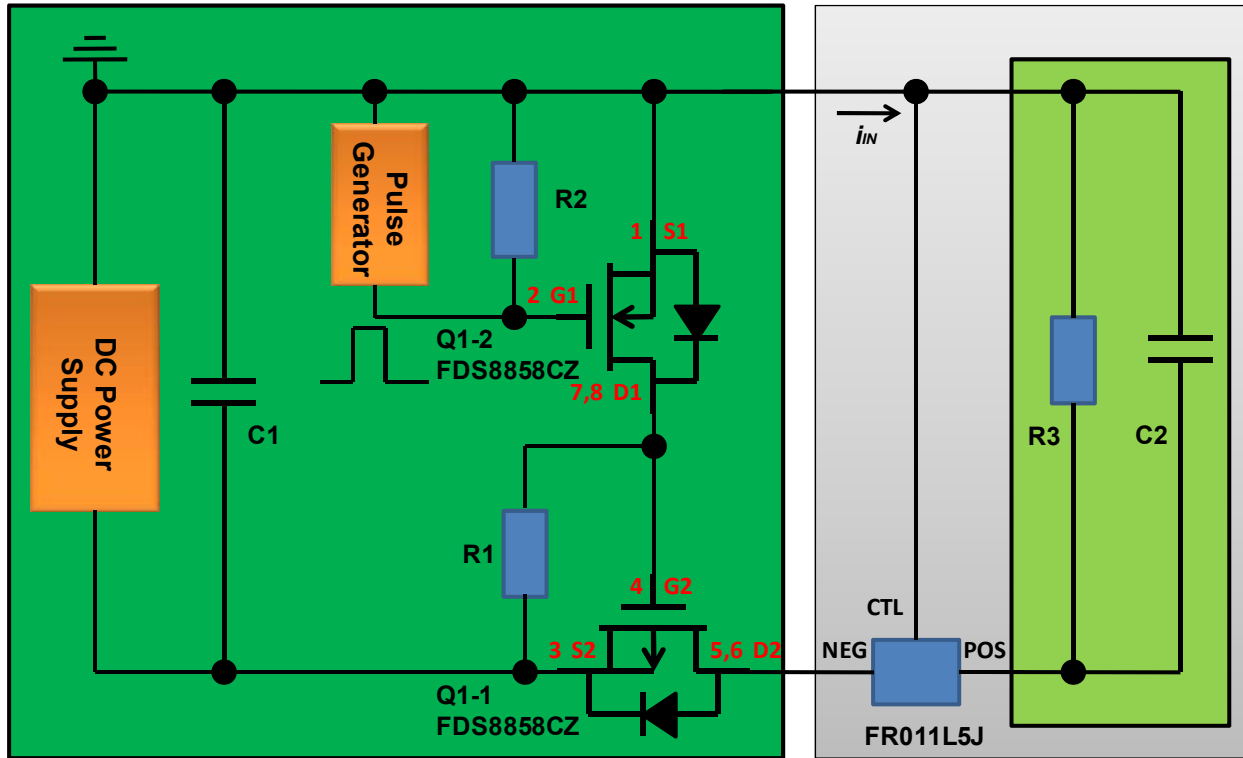 iIN
Pulse
Generator
R2
1 S1
2 G1
Q1-2
FDS8858CZ
7,8 D1
DC Power
Supply
C1
R3
C2
R1
4 G2
CTL
3 S2
5,6 D2
NEG
POS
Q1-1
FDS8858CZ
FR011L5J